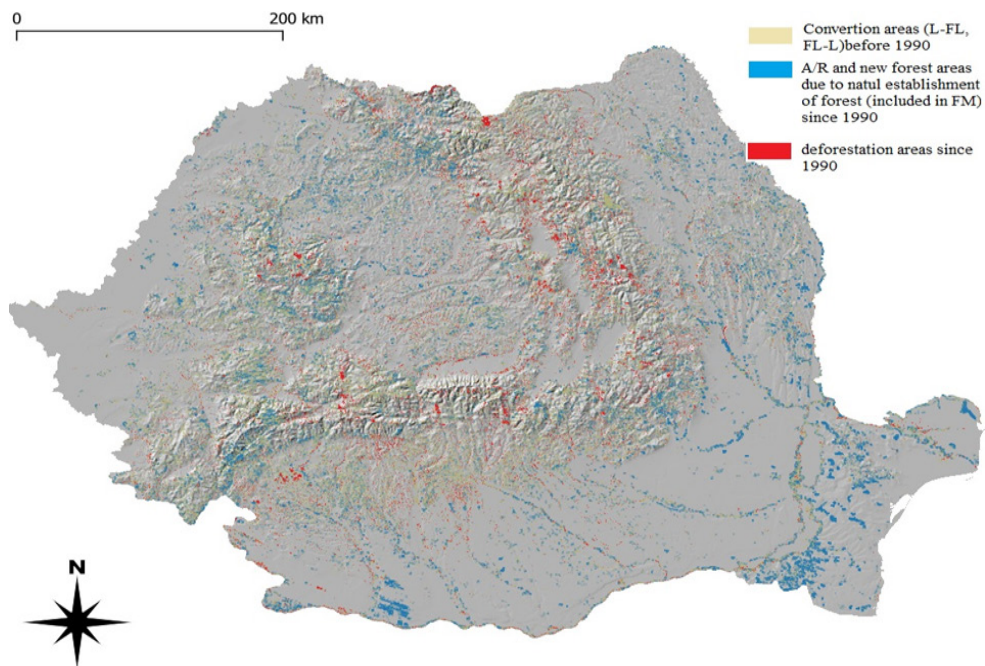 0
200 km
Convertion areas (L-FL,
FL-L)before 1990
A/R and new forest areas
due to natul establishment
of forest (included in FM)
since 1990
deforestation areas since
1990
N